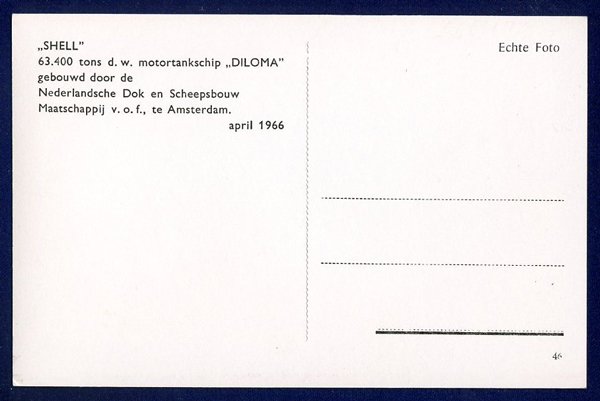 „SHELL”
63.400 tons d. w. motortankschip „DILOMA”
gebouwd door de
Nederlandsche Dok en Scheepsbouw
Maatschappij v. o. f., te Amsterdam.
april 1966
Echte Foto
46